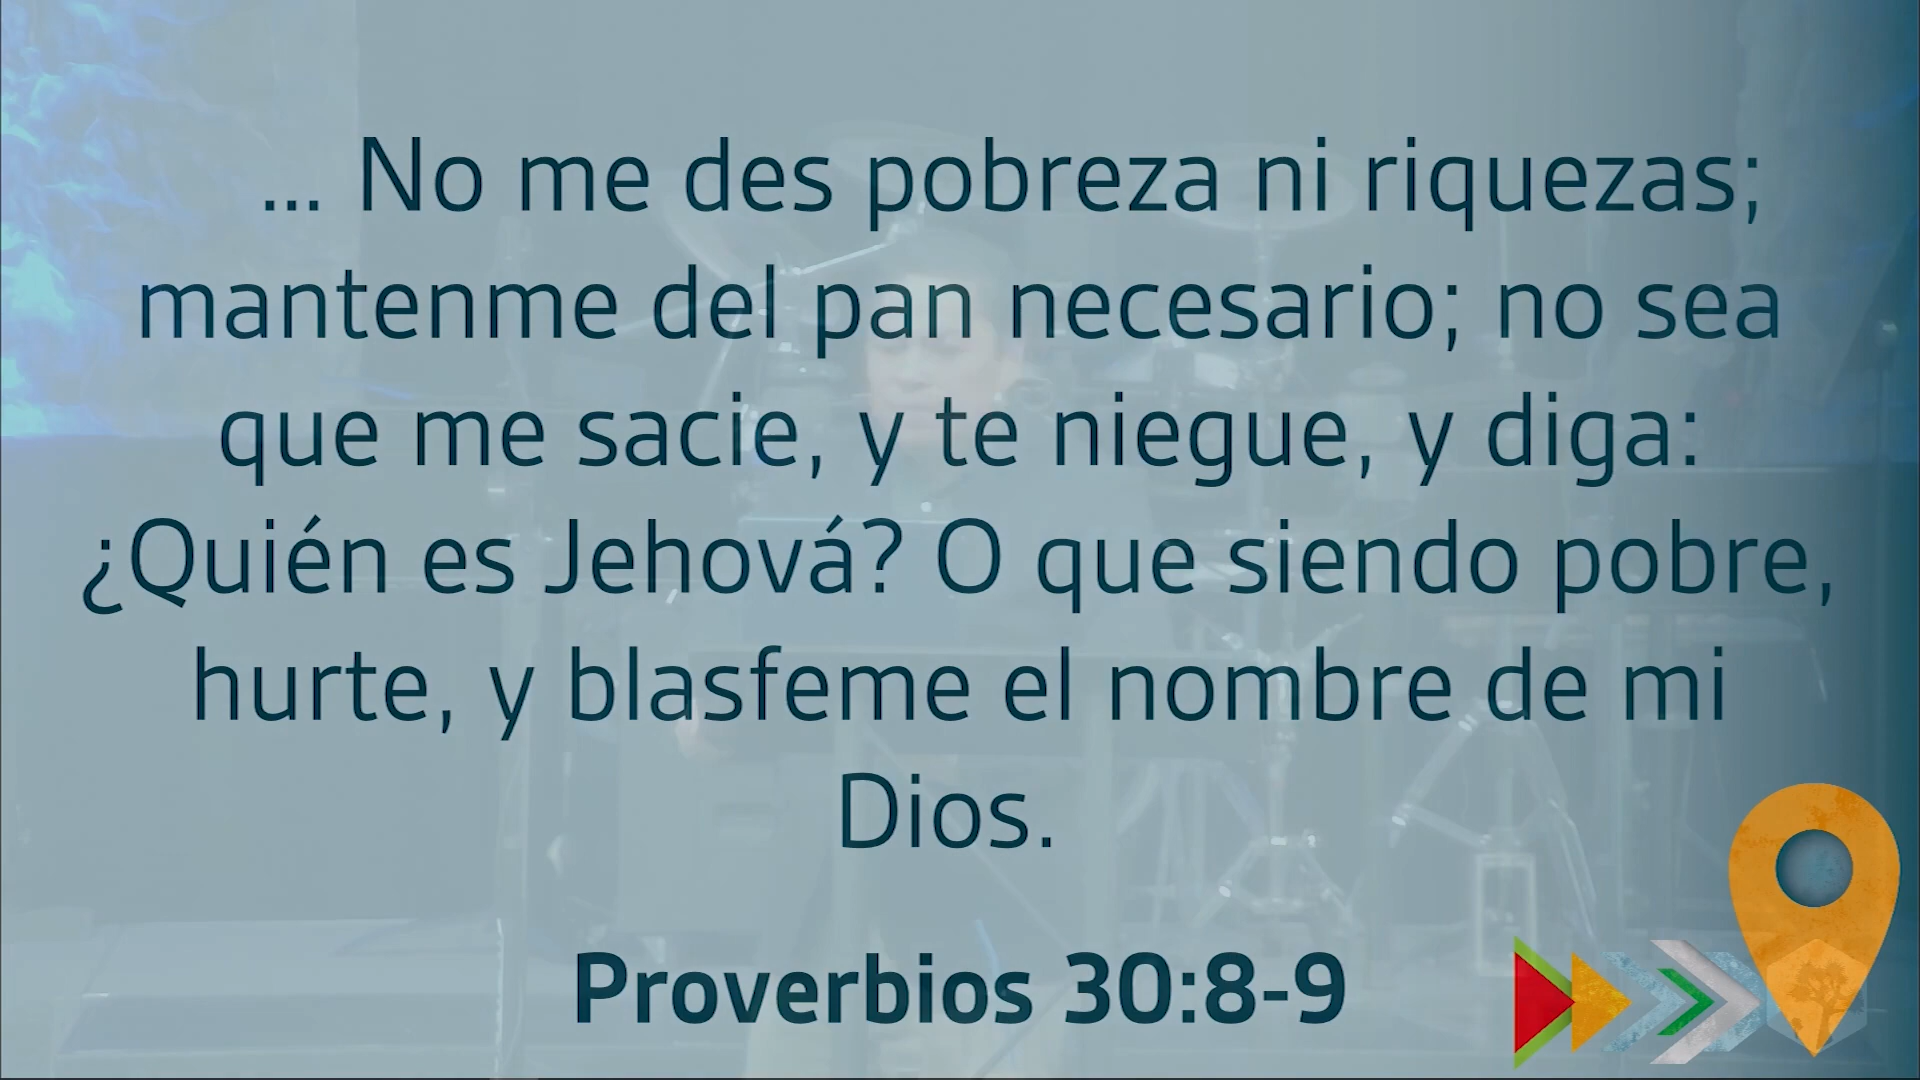 ... No me des pobreza ni riquezas;
mantenme del pan necesario; no sea
que me sacie, y te niegue, y diga:
¿Quién es Jehová? O que siendo pobre,
hurte, y blasfeme el nombre de mi
Dios.
Proverbios 30:8-9